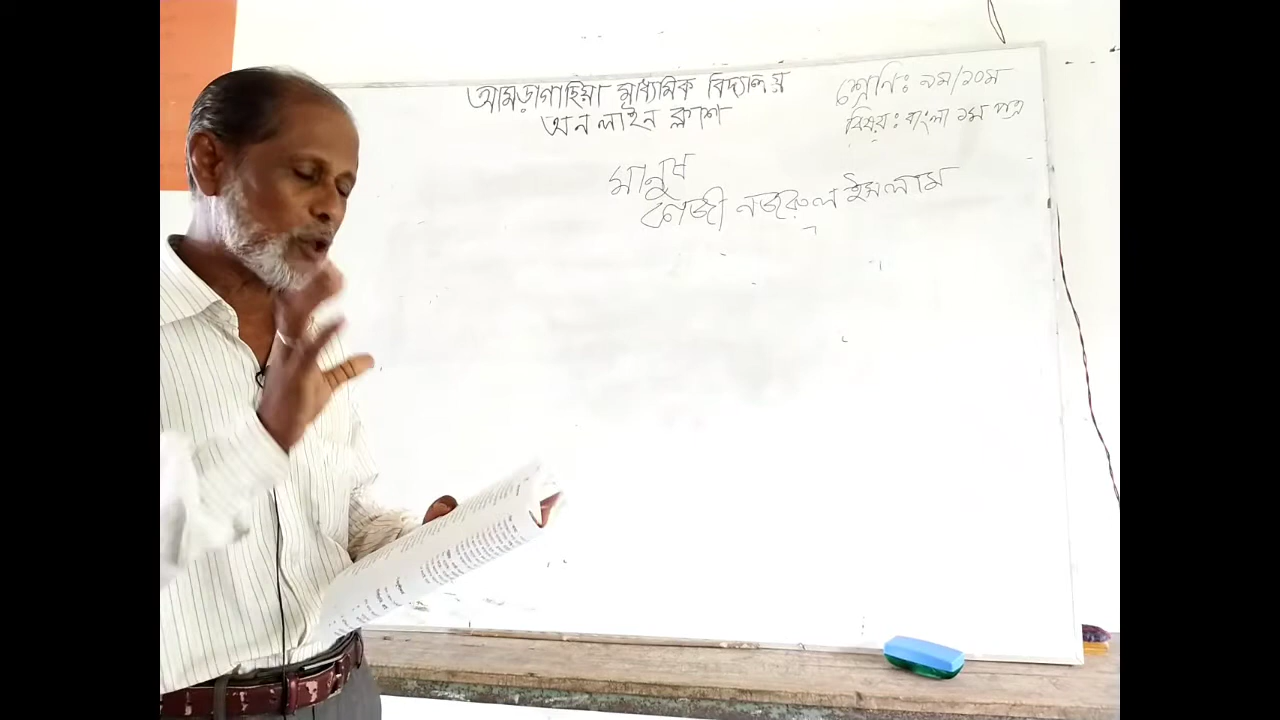 আমড়াগাছিয়া মাধ্যমিক বিদ্যালয়
অনলাইন ক্লাশ
শ্রেণি: ৯ম/১০ম
বিষয়: বাংলা ১ম পত্র
মানুষ
কাজী নজরুল ইসলাম